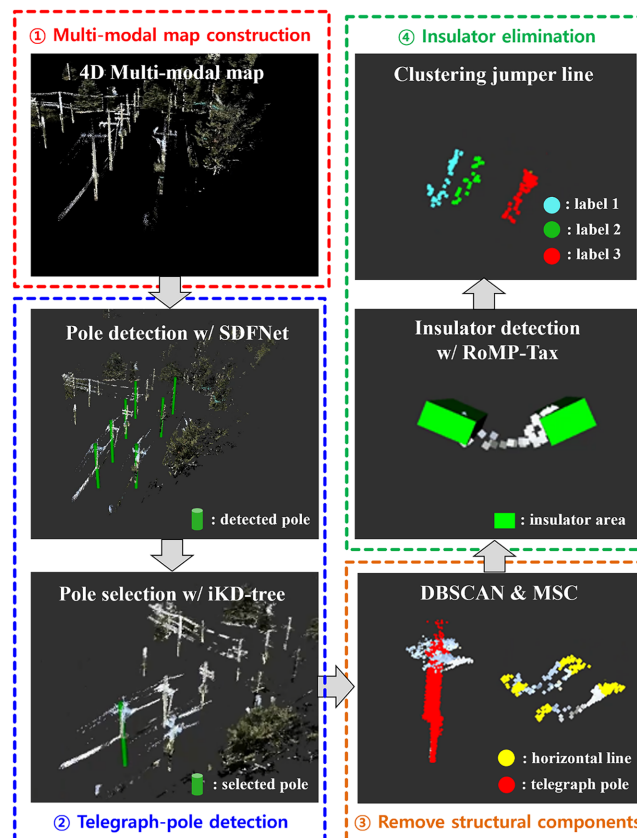 ① Multi-modal map construction
4D Multi-modal map
Pole detection w/ SDFNet
: detected pole
Pole selection w/ iKD-tree
: selected pole
② Telegraph-pole detection
DBSCAN & MSC
: horizontal line
: telegraph pole
③ Remove structural components
④ Insulator elimination
Insulator detection
w/ RoMP-Tax
: insulator area
Clustering jumper line
: label 1
: label 2
: label 3